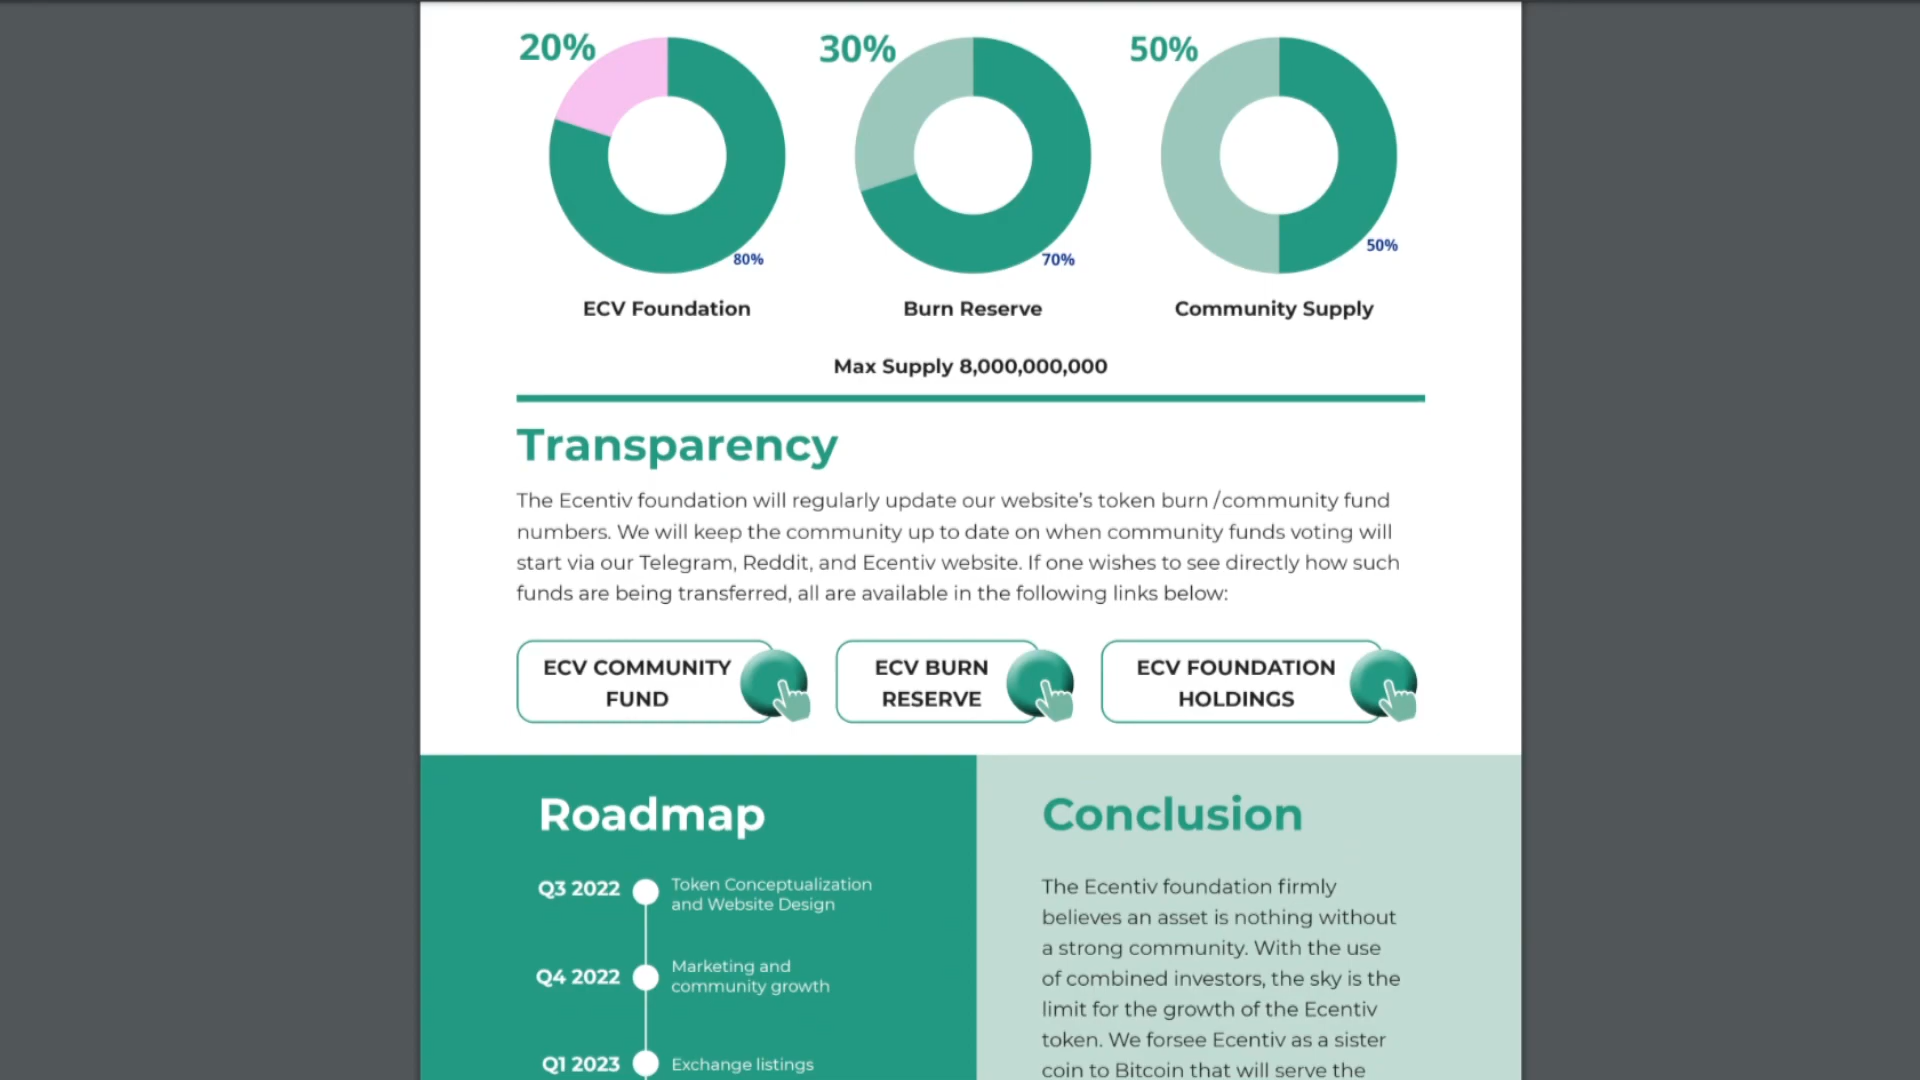 20%
30%
50%
80%
70%
50%
ECV Foundation
Burn Reserve
Community Supply
Max Supply 8,000,000,000
Transparency
The Ecentiv foundation will regularly update our website's token burn /community fund
numbers. We will keep the community up to date on when community funds voting will
start via our Telegram, Reddit, and Ecentiv website. If one wishes to see directly how such
funds are being transferred, all are available in the following links below:
ECV COMMUNITY
FUND
ECV BURN
RESERVE
ECV FOUNDATION
HOLDINGS
Roadmap
Q3 2022
Token Conceptualization
and Website Design
Q4 2022
Marketing and
community growth
Q1 2023
Exchange listings
Conclusion
The Ecentiv foundation firmly
believes an asset is nothing without
a strong community. With the use
of combined investors, the sky is the
limit for the growth of the Ecentiv
token. We forsee Ecentiv as a sister
coin to Bitcoin that will serve the